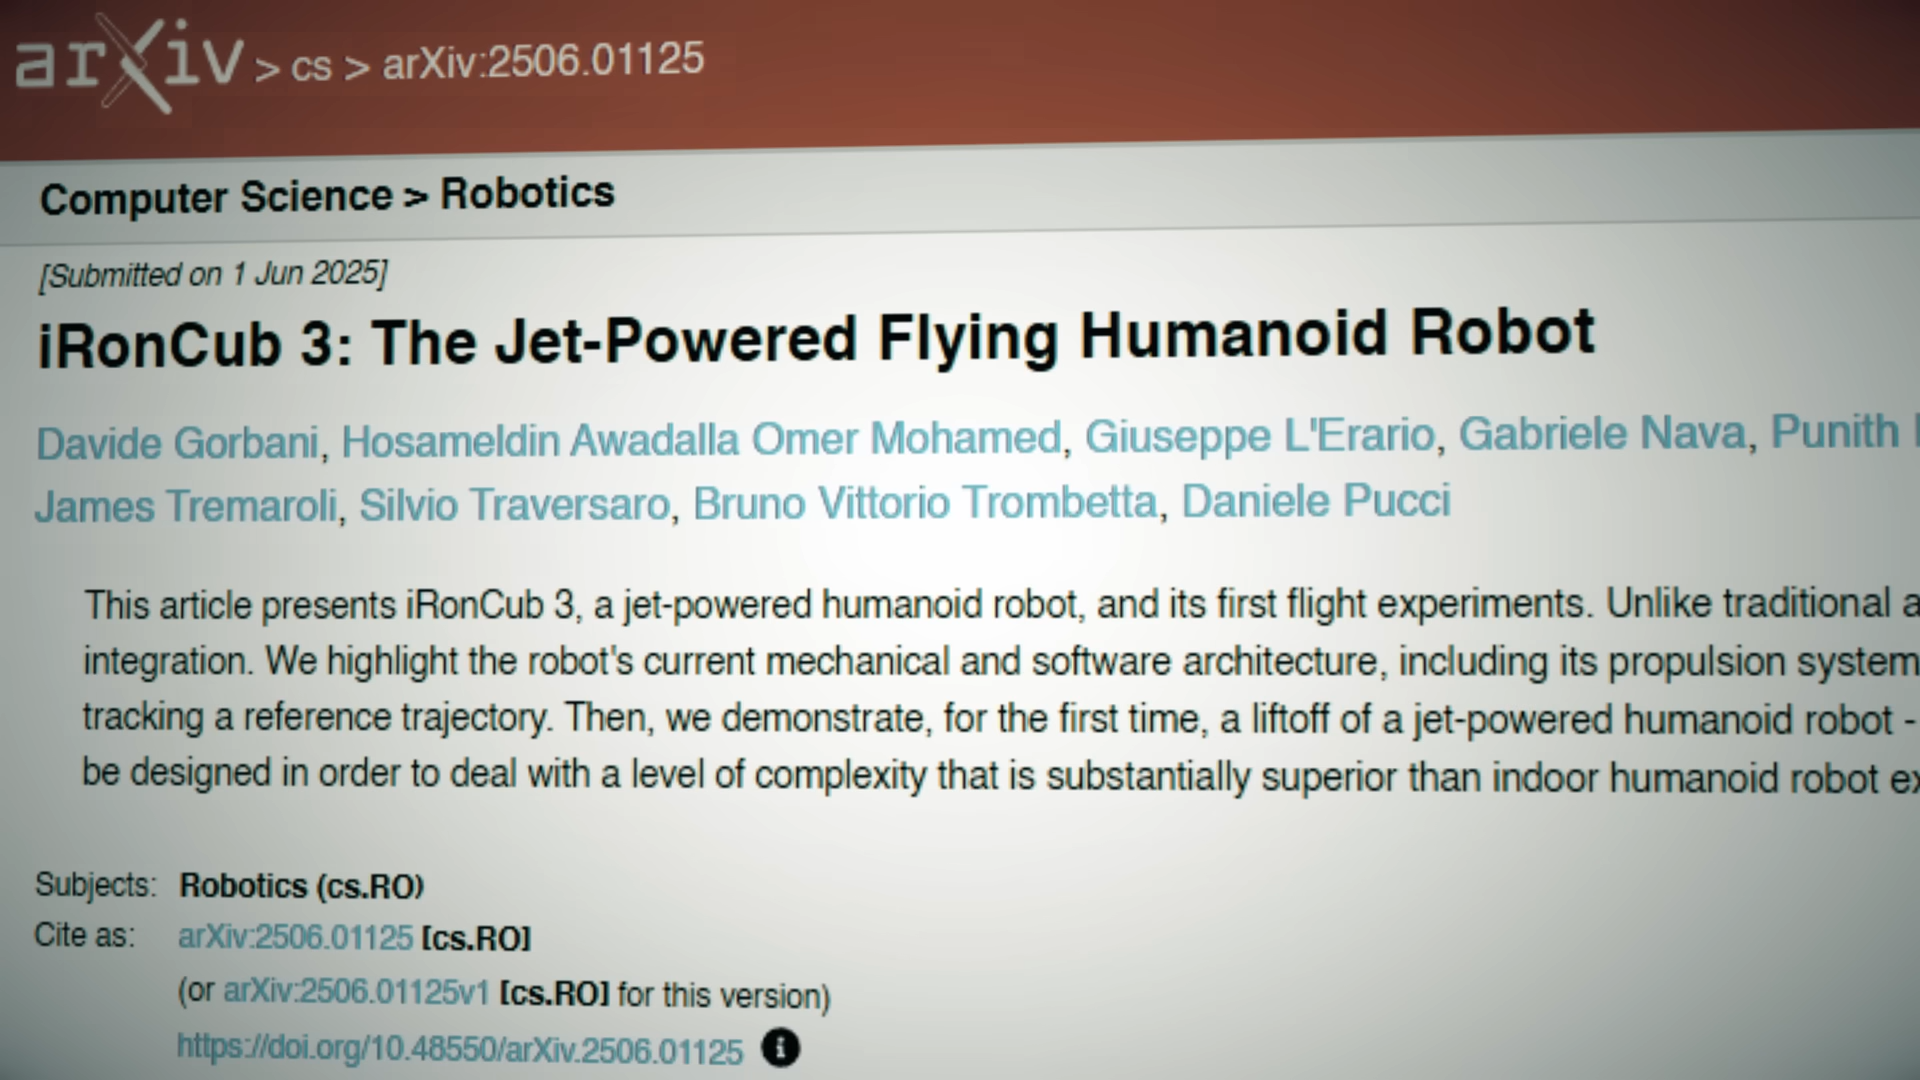 arXiv > cs > arXiv:2506.01125
Computer Science > Robotics
[Submitted on 1 Jun 2025]
iRonCub 3: The Jet-Powered Flying Humanoid Robot
Davide Gorbani, Hosameldin Awadalla Omer Mohamed, Giuseppe L'Erario, Gabriele Nava, Punith
James Tremaroli, Silvio Traversaro, Bruno Vittorio Trombetta, Daniele Pucci
This article presents iRonCub 3, a jet-powered humanoid robot, and its first flight experiments. Unlike traditional a
integration. We highlight the robot's current mechanical and software architecture, including its propulsion system
tracking a reference trajectory. Then, we demonstrate, for the first time, a liftoff of a jet-powered humanoid robot -
be designed in order to deal with a level of complexity that is substantially superior than indoor humanoid robot ex
Subjects: Robotics (cs.RO)
Cite as: arXiv:2506.01125 [cs.RO]
(or arXiv:2506.01125v1 [cs.RO] for this version)
https://doi.org/10.48550/arXiv.2506.01125